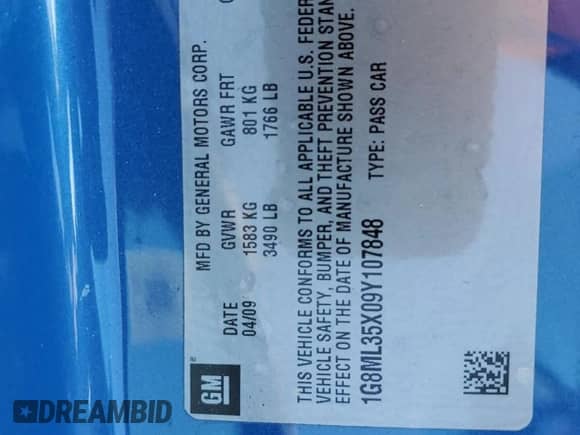 GM
MFD BY GENERAL MOTORS CORP.
DATE GVWR GAWR FRT
04/09 1583 KG 801 KG
3490 LB 1766 LB
THIS VEHICLE CONFORMS TO ALL APPLICABLE U.S. FEDER
VEHICLE SAFETY, BUMPER, AND THEFT PREVENTION STAN
EFFECT ON THE DATE OF MANUFACTURE SHOWN ABOVE.
1G8ML35X09Y107848 TYPE: PASS CAR
DREAMBID